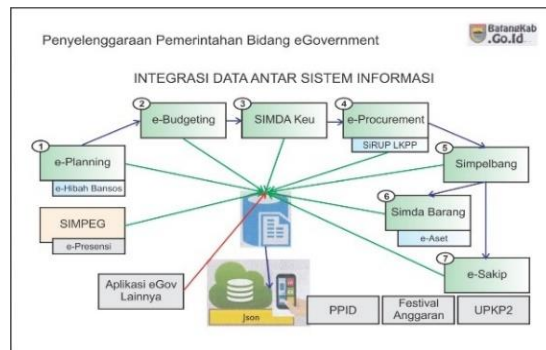 Penyelenggaraan Pemerintahan Bidang eGovernment
BatangKab
.Go.Id
INTEGRASI DATA ANTAR SISTEM INFORMASI
1
e-Planning
e-Hibah Bansos
2
e-Budgeting
3
SIMDA Keu
4
e-Procurement
SiRUP LKPP
5
Simpelbang
SIMPEG
e-Presensi
6
Simda Barang
e-Aset
7
e-Sakip
Aplikasi eGov
Lainnya
Json
PPID
Festival
Anggaran
UPKP2